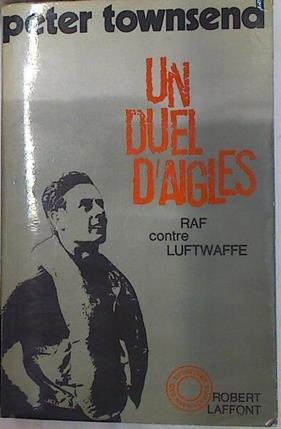 peter townsend
UN
DUEL
D'AIGLES
RAF
contre
LUFTWAFFE
ROBERT
LAFFONT